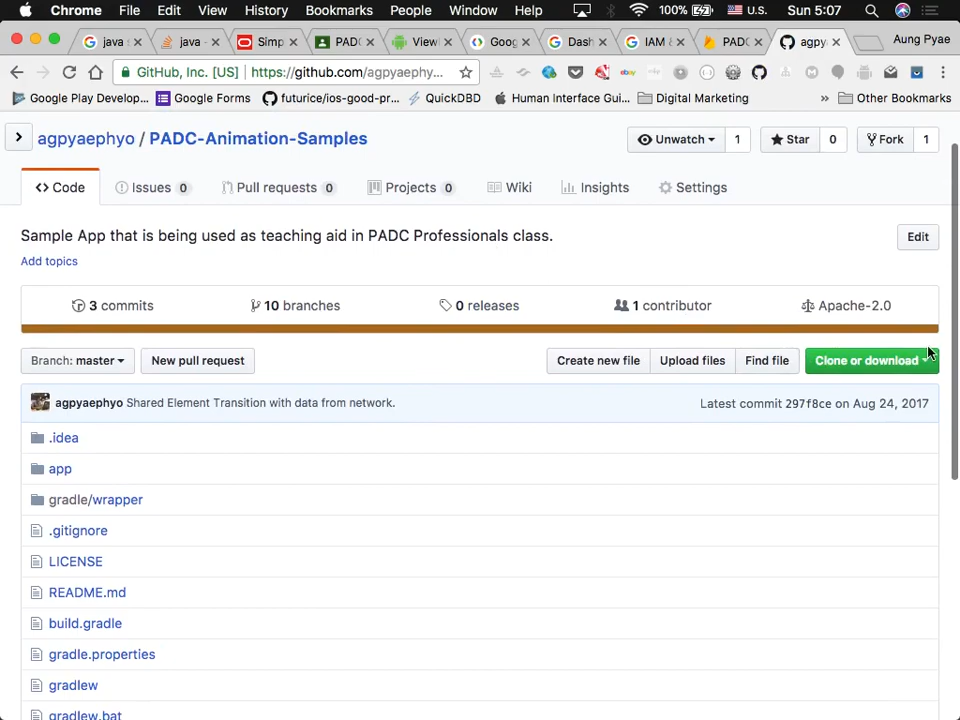 Chrome File Edit View History Bookmarks People Window Help 100% U.S. Sun 5:07
java s java - Simp PADC View Goog Dash IAM & PADC agpy Aung Pyae
GitHub, Inc. [US] https://github.com/agpyaephy...
Google Play Develop... Google Forms futurice/ios-good-pr... QuickDBD Human Interface Gui... Digital Marketing » Other Bookmarks
agpyaephyo / PADC-Animation-Samples Unwatch 1 Star 0 Fork 1
Code Issues 0 Pull requests 0 Projects 0 Wiki Insights Settings
Sample App that is being used as teaching aid in PADC Professionals class. Edit
Add topics
3 commits 10 branches 0 releases 1 contributor Apache-2.0
Branch: master New pull request Create new file Upload files Find file Clone or download
agpyaephyo Shared Element Transition with data from network. Latest commit 297f8ce on Aug 24, 2017
.idea
app
gradle/wrapper
.gitignore
LICENSE
README.md
build.gradle
gradle.properties
gradlew
gradlew.bat